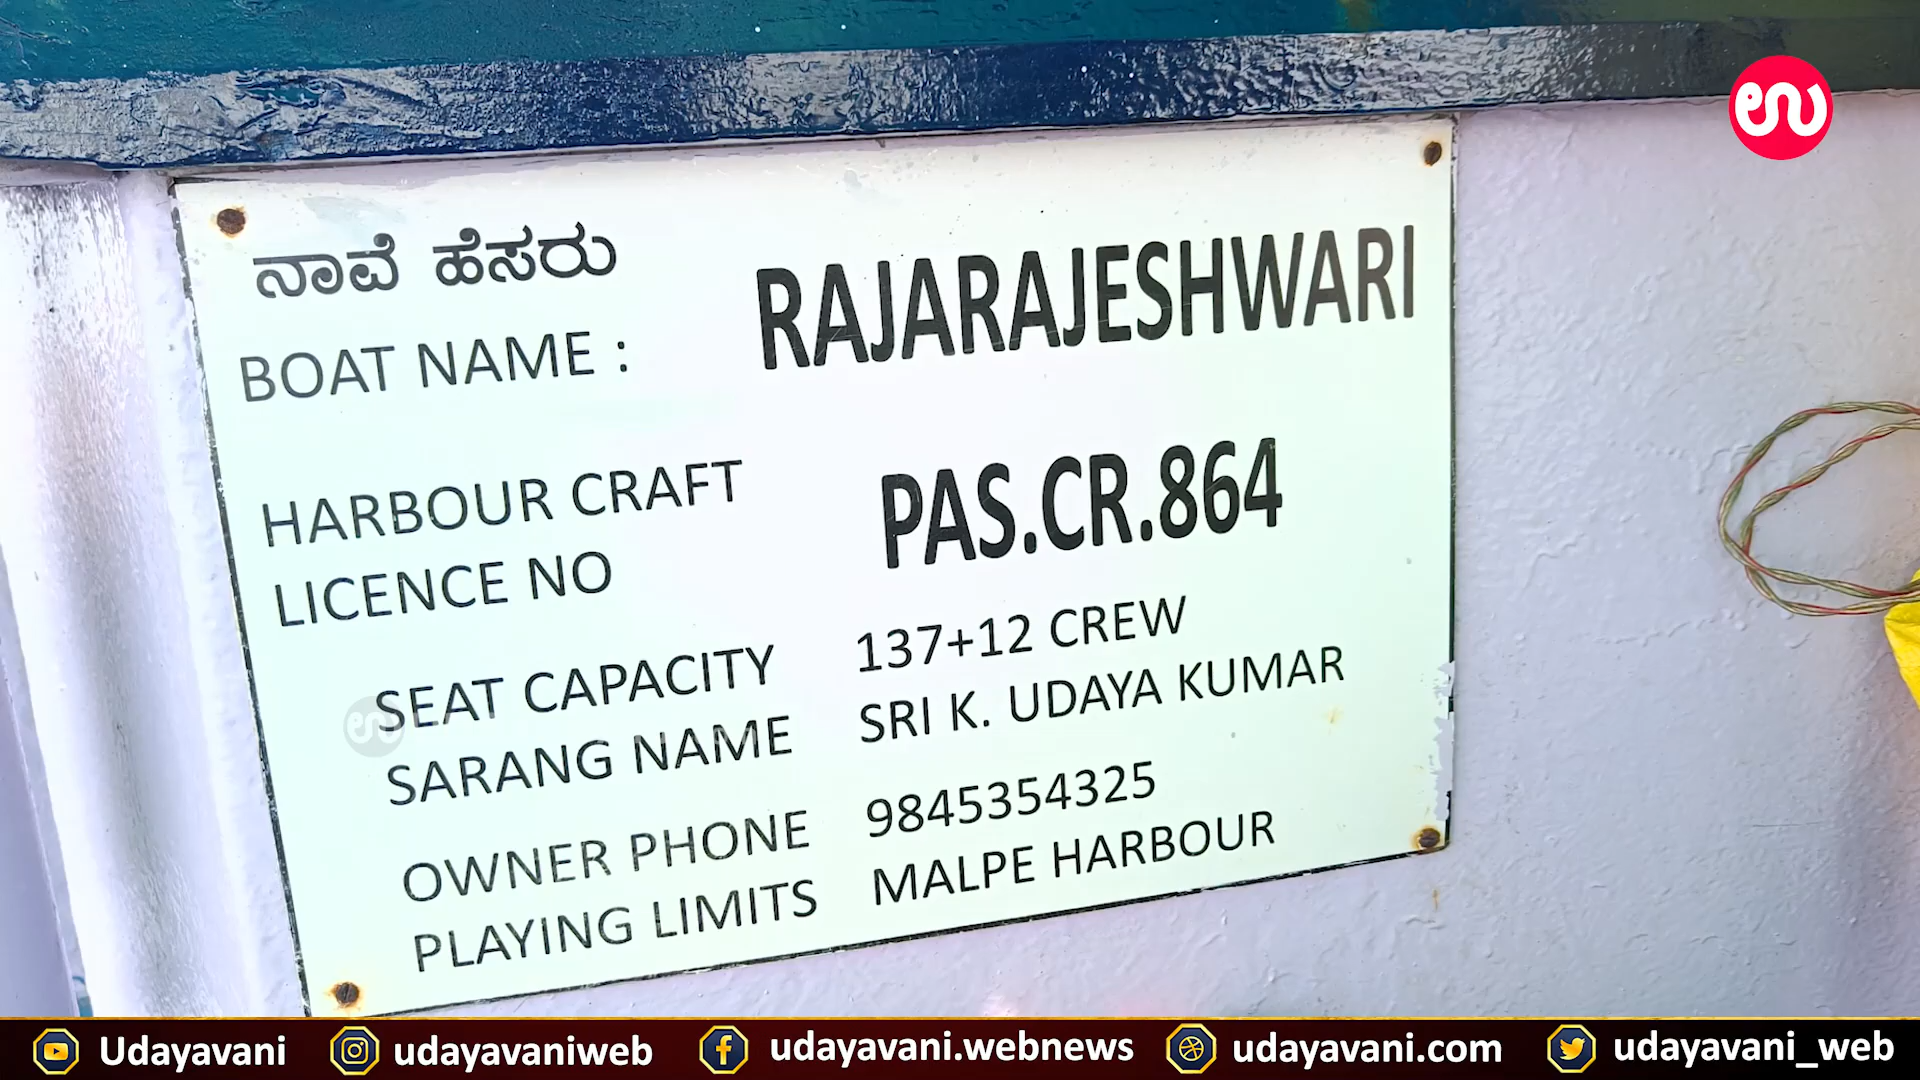 ಉ
ನಾವೆ ಹೆಸರು
BOAT NAME : RAJARAJESHWARI
HARBOUR CRAFT
LICENCE NO PAS.CR.864
SEAT CAPACITY 137+12 CREW
SARANG NAME SRI K. UDAYA KUMAR
OWNER PHONE 9845354325
PLAYING LIMITS MALPE HARBOUR
ಉ
Udayavani udayavaniweb udayavani.webnews udayavani.com udayavani_web